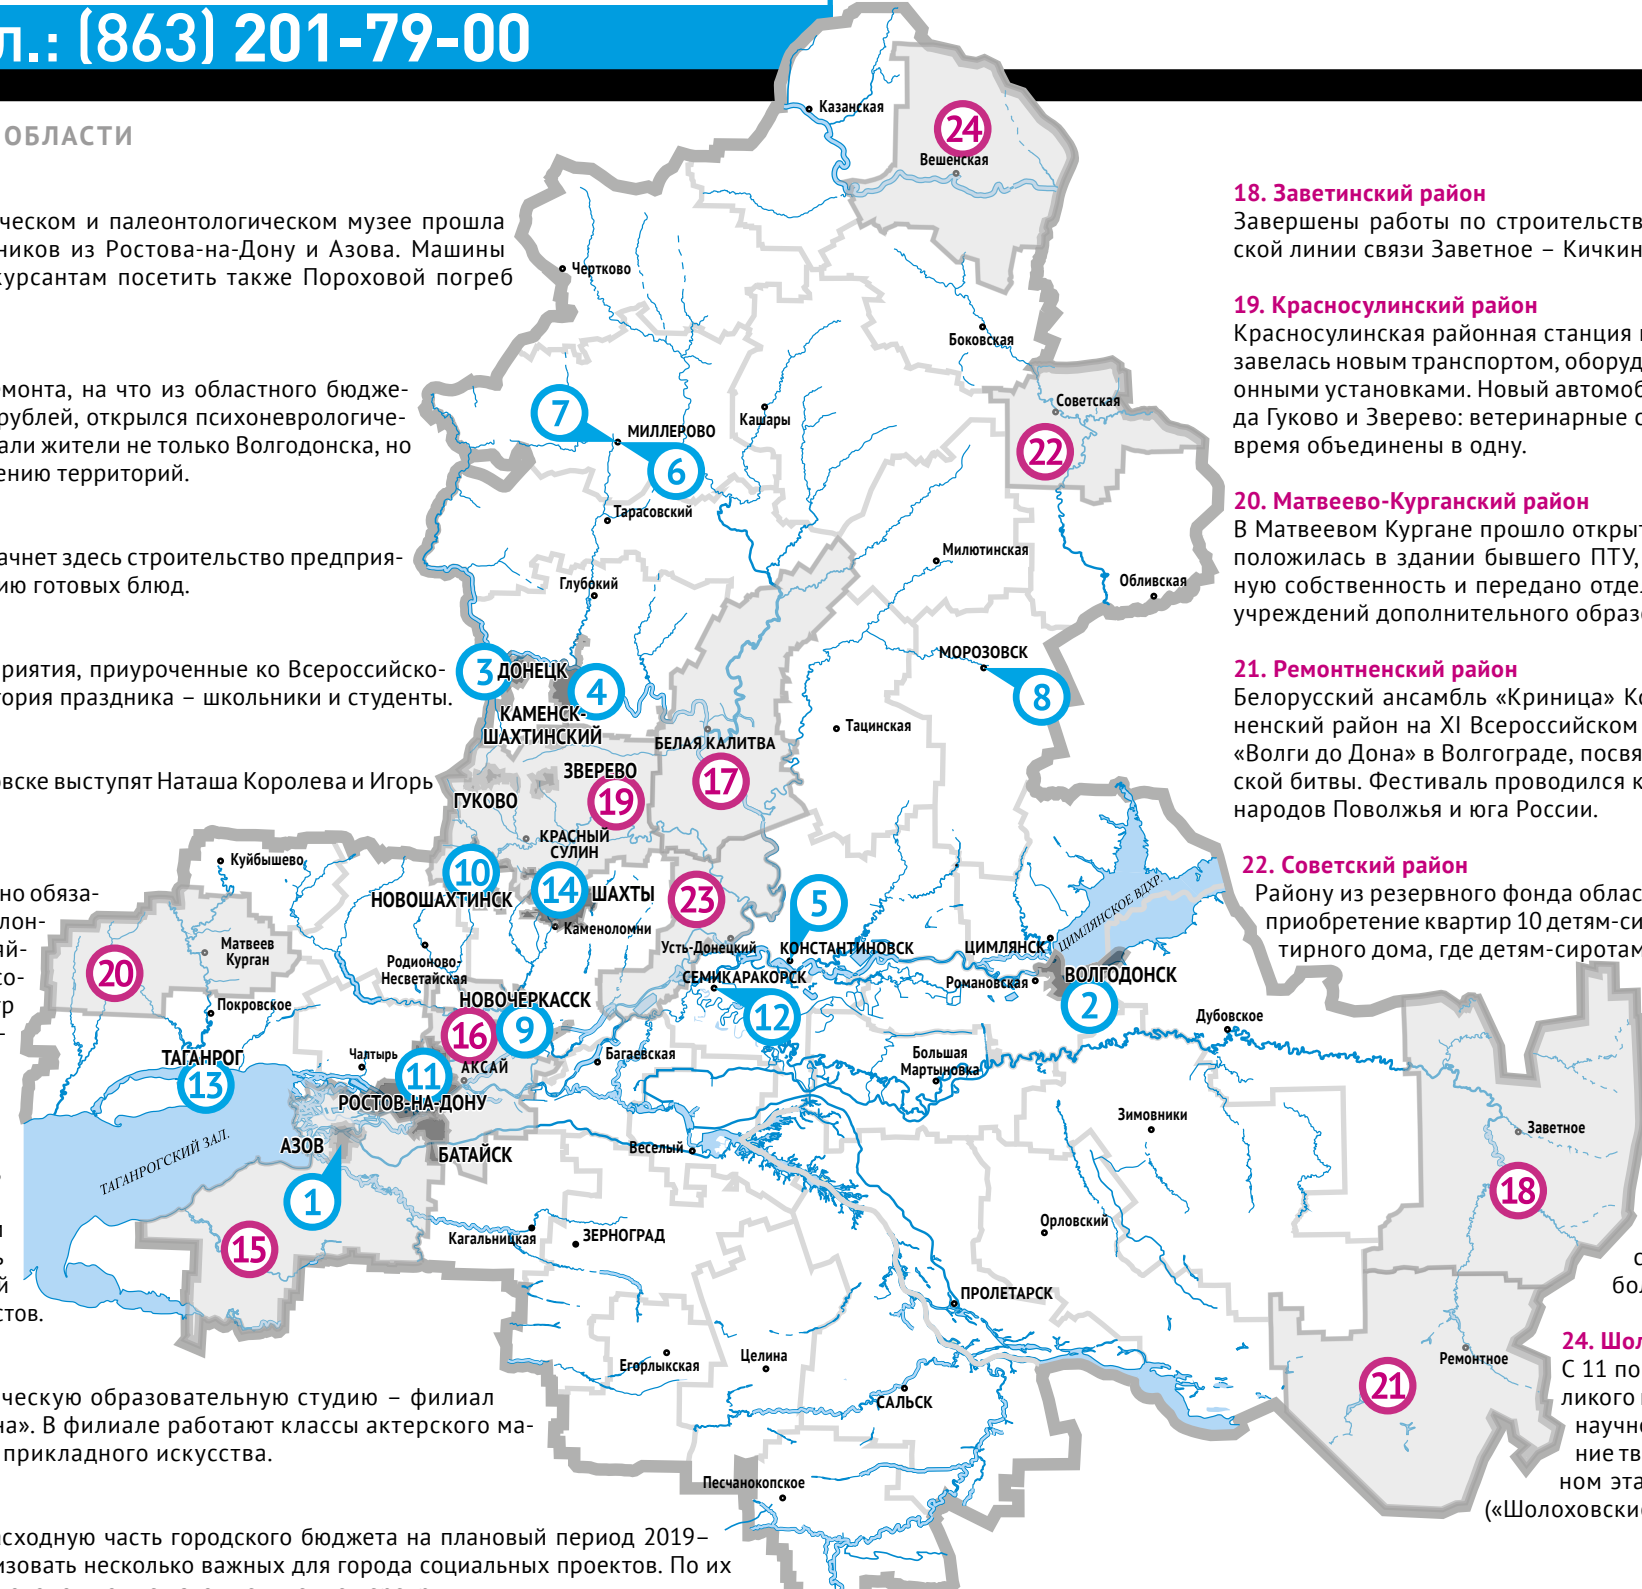 л.: (863) 201-79-00
ОБЛАСТИ
ческом и палеонтологическом музее прошла
ников из Ростова-на-Дону и Азова. Машины
курсантам посетить также Пороховой погреб
емонта, на что из областного бюдже-
рублей, открылся психоневрологиче-
али жители не только Волгодонска, но
ению территорий.
ачнет здесь строительство предприя-
ию готовых блюд.
приятия, приуроченные ко Всероссийско-
тория праздника – школьники и студенты.
овске выступят Наташа Королева и Игорь
но обяза-
лон-
яй-
со-
тр
-
й
стов.
ческую образовательную студию – филиал
на». В филиале работают классы актерского ма-
прикладного искусства.
асходную часть городского бюджета на плановый период 2019–
изовать несколько важных для города социальных проектов. По их
Казанская
24
Вешенская
Чертково
Боковская
Советская
22
Кашары
7
МИЛЛЕРОВО
6
Тарасовский
Милютинская
Обливская
Глубокий
МОРОЗОВСК
8
3
ДОНЕЦК
4
КАМЕНСК-
ШАХТИНСКИЙ
Тацинская
БЕЛАЯ КАЛИТВА
17
ЗВЕРЕВО
19
ГУКОВО
КРАСНЫЙ
СУЛИН
Куйбышево
10
НОВОШАХТИНСК
14
ШАХТЫ
Каменоломни
23
5
Усть-Донецкий
КОНСТАНТИНОВСК
ЦИМЛЯНСК
ЦИМЛЯНСКОЕ ВДХР.
Матвеев
Курган
20
Родионово-
Несветайская
СЕМИКАРАКОРСК
Романовская
ВОЛГОДОНСК
2
Покровское
НОВОЧЕРКАССК
16
9
12
Дубовское
ТАГАНРОГ
13
Чалтырь
11
АКСАЙ
Багаевская
Большая
Мартыновка
РОСТОВ-НА-ДОНУ
Зимовники
Заветное
ТАГАНРОГСКИЙ ЗАЛ.
АЗОВ
БАТАЙСК
Веселый
1
18
15
Кагальницкая
ЗЕРНОГРАД
Орловский
ПРОЛЕТАРСК
Егорлыкская
Целина
Ремонтное
САЛЬСК
21
Песчанокопское
18. Заветинский район
Завершены работы по строительств
ской линии связи Заветное – Кичкин
19. Красносулинский район
Красносулинская районная станция
завелась новым транспортом, оборуд
онными установками. Новый автомоб
да Гуково и Зверево: ветеринарные с
время объединены в одну.
20. Матвеево-Курганский район
В Матвеевом Кургане прошло открыт
положилась в здании бывшего ПТУ,
ную собственность и передано отдел
учреждений дополнительного образ
21. Ремонтненский район
Белорусский ансамбль «Криница» Ко
ненский район на XI Всероссийском
«Волги до Дона» в Волгограде, посвя
ской битвы. Фестиваль проводился к
народов Поволжья и юга России.
22. Советский район
Району из резервного фонда облас
приобретение квартир 10 детям-си
тирного дома, где детям-сиротам
с
бол
24. Шол
С 11 по
ликого
научно
ние тв
ном эта
(«Шолоховски